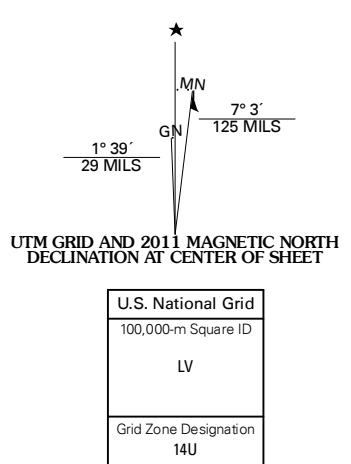 ★
MN
7° 3´
125 MILS
GN
1° 39´
29 MILS
UTM GRID AND 2011 MAGNETIC NORTH
DECLINATION AT CENTER OF SHEET
U.S. National Grid
100,000-m Square ID
LV
Grid Zone Designation
14U